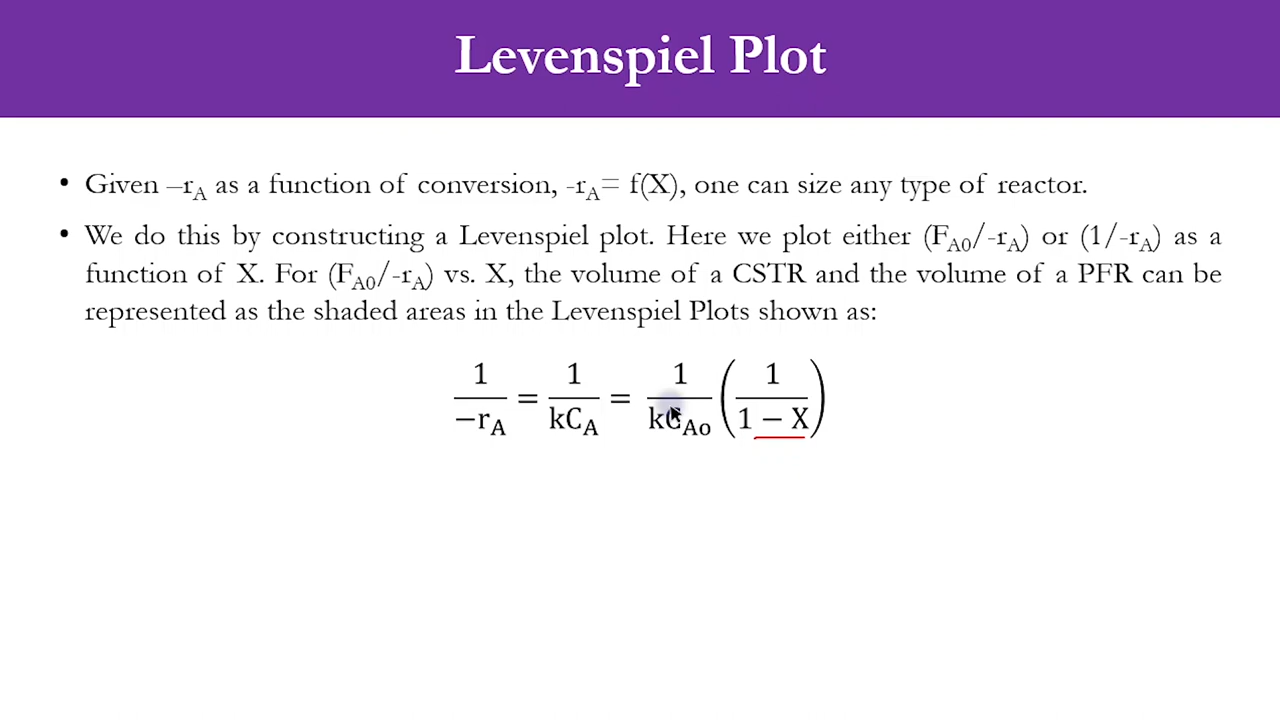 Levenspiel Plot
• Given –rA as a function of conversion, -rA= f(X), one can size any type of reactor.
• We do this by constructing a Levenspiel plot. Here we plot either (FA0/-rA) or (1/-rA) as a
function of X. For (FA0/-rA) vs. X, the volume of a CSTR and the volume of a PFR can be
represented as the shaded areas in the Levenspiel Plots shown as:
1/−rA = 1/kCA = 1/kCAo (1/1 − X)